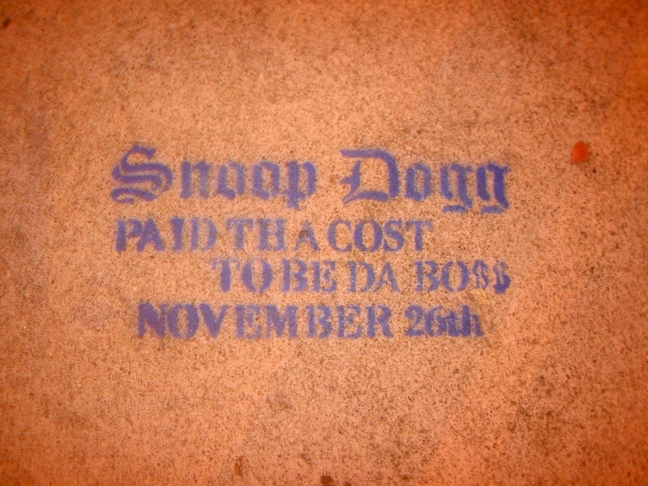 Snoop Dogg
PAID THA COST
TO BE DA BO$$
NOVEMBER 26th